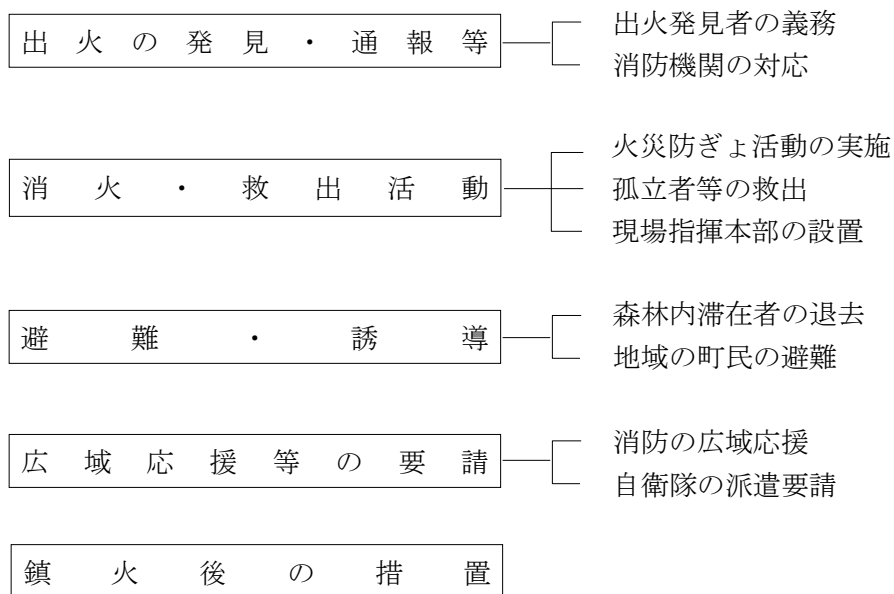 出火の発見・通報等
出火発見者の義務
消防機関の対応
消火・救出活動
火災防ぎょ活動の実施
孤立者等の救出
現場指揮本部の設置
避難・誘導
森林内滞在者の退去
地域の町民の避難
広域応援等の要請
消防の広域応援
自衛隊の派遣要請
鎮火後の措置